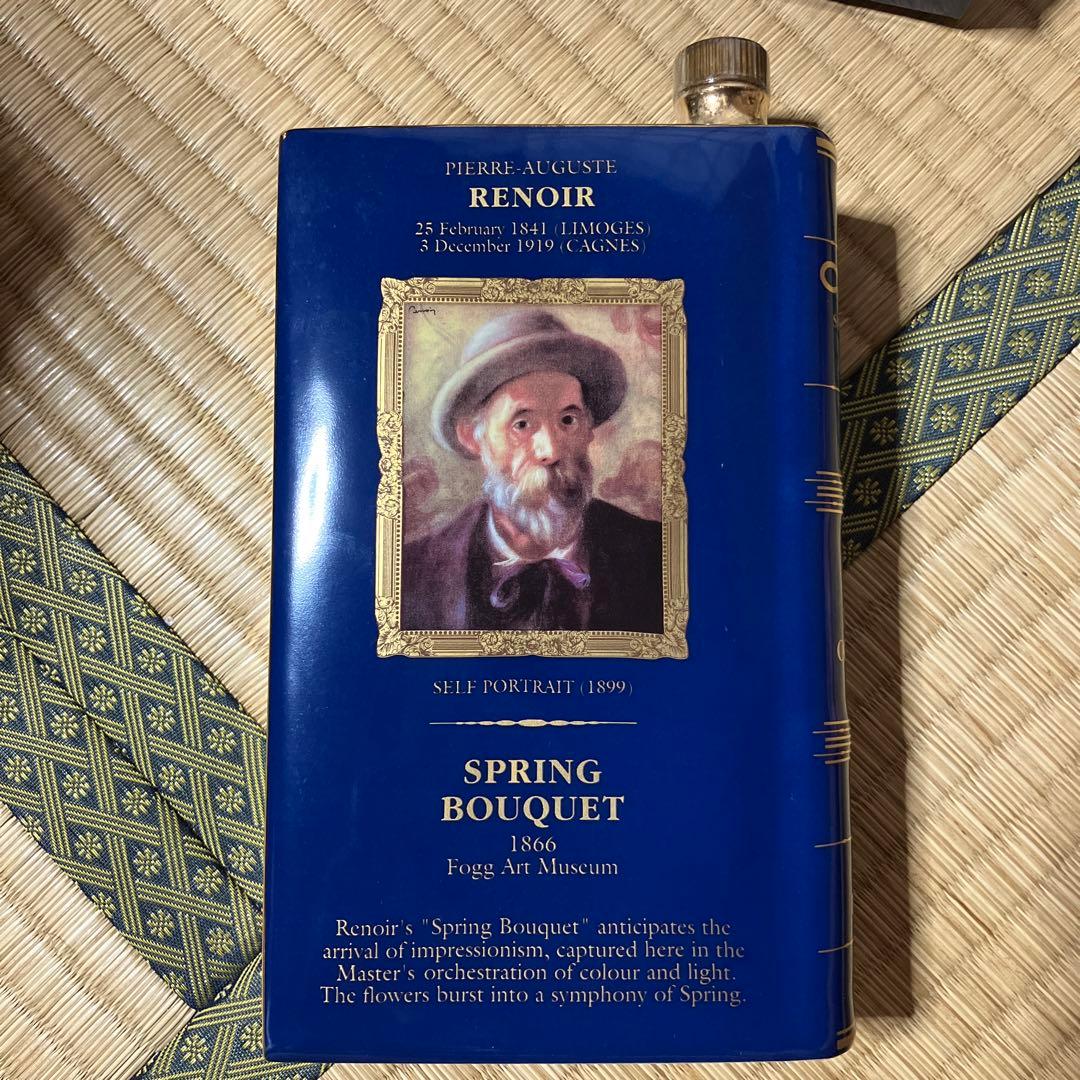 PIERRE-AUGUSTE
RENOIR
25 February 1841 (LIMOGES)
3 December 1919 (CAGNES)
Renoir
SELF PORTRAIT (1899)
SPRING
BOUQUET
1866
Fogg Art Museum
Renoir's "Spring Bouquet" anticipates the
arrival of impressionism, captured here in the
Master's orchestration of colour and light.
The flowers burst into a symphony of Spring.